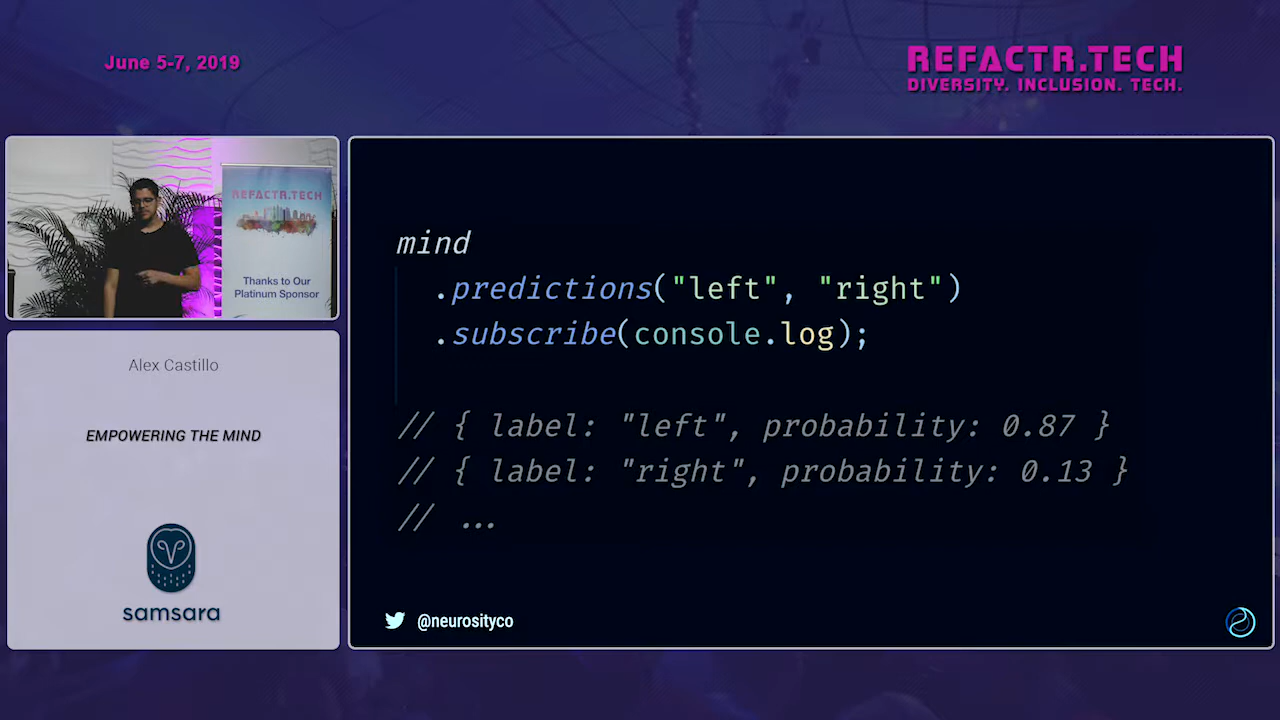 June 5-7, 2019
REFACTR.TECH
DIVERSITY. INCLUSION. TECH.
REFACTR.TECH
Thanks to Our
Platinum Sponsor
Alex Castillo
EMPOWERING THE MIND
samsara
mind
.predictions("left", "right")
.subscribe(console.log);
// { label: "left", probability: 0.87 }
// { label: "right", probability: 0.13 }
// ...
@neurosityco